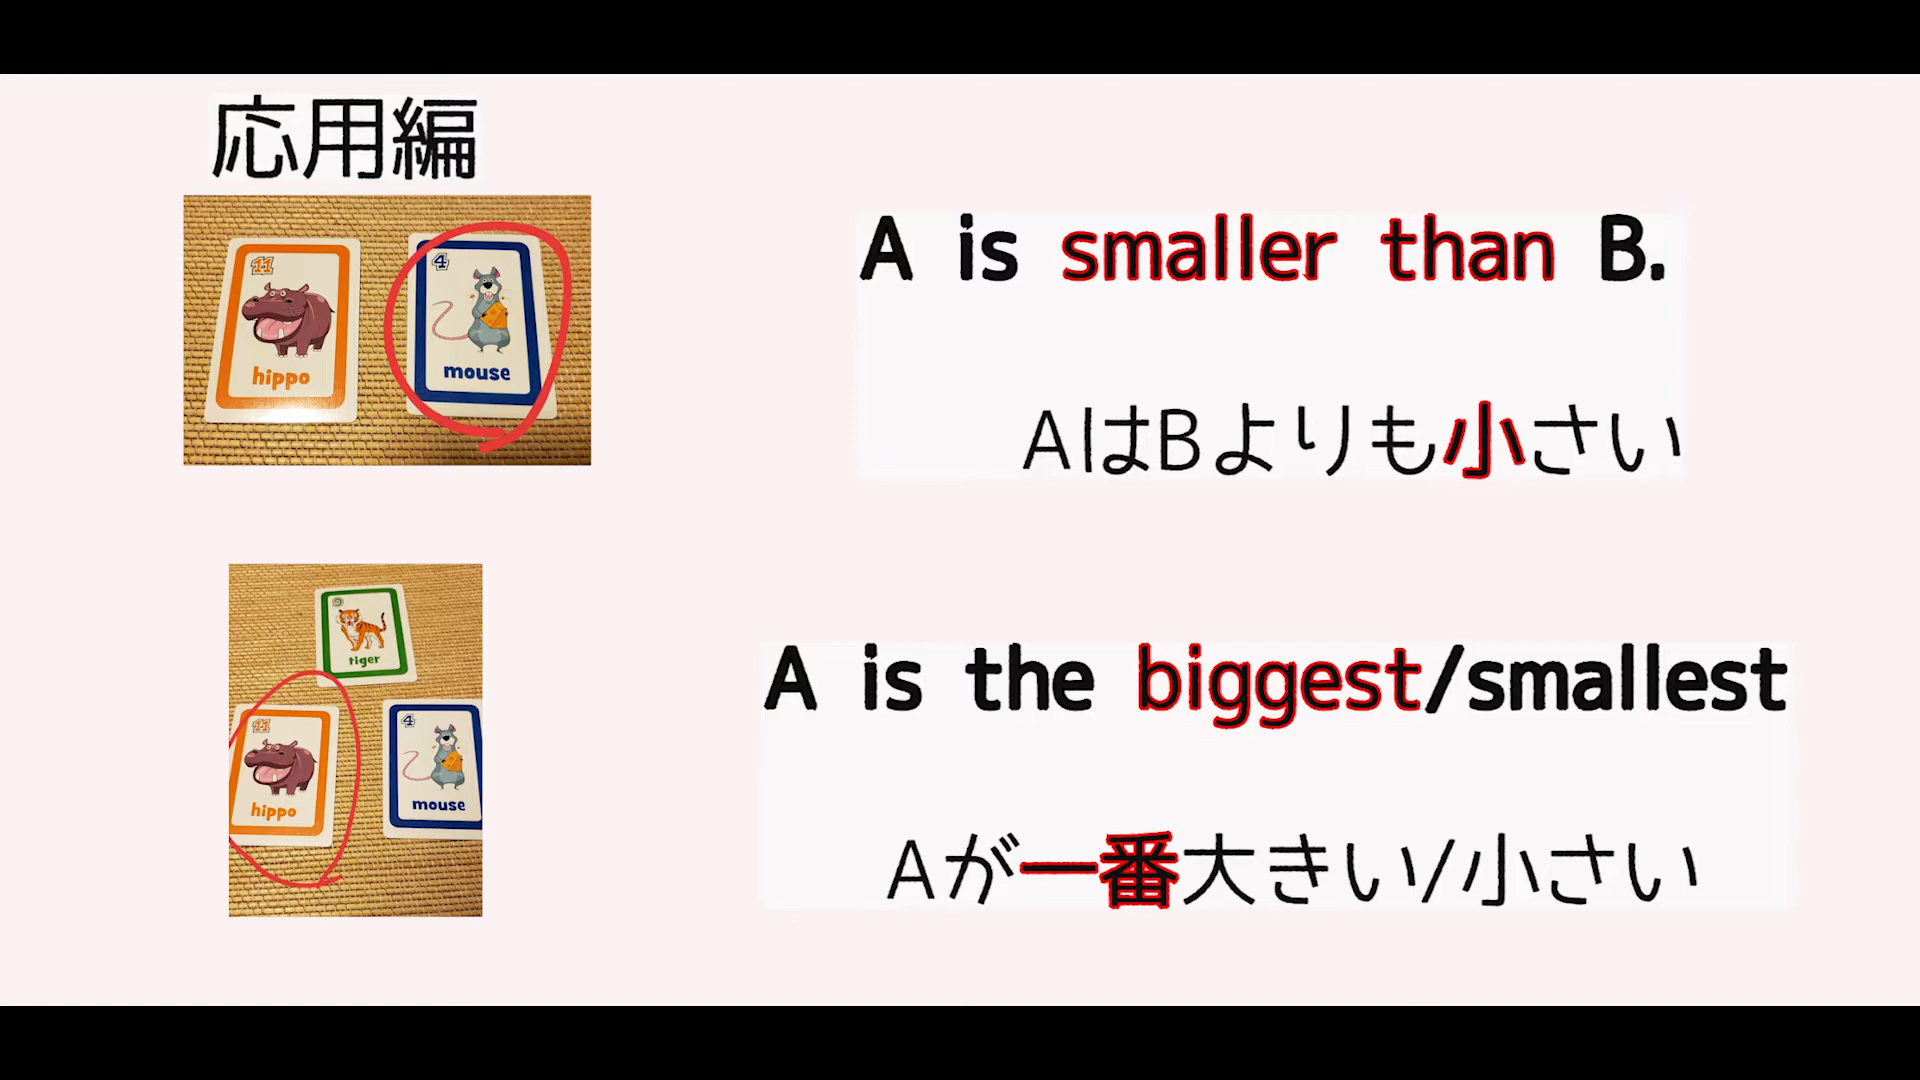 応用編
11
hippo
4
mouse
A is smaller than B.
AはBよりも小さい
9
tiger
11
hippo
4
mouse
A is the biggest/smallest
Aが一番大きい/小さい